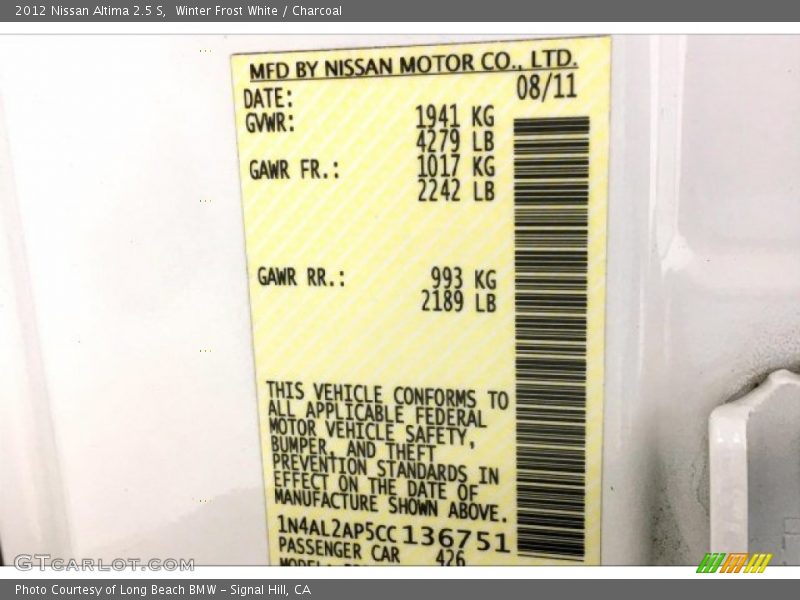 2012 Nissan Altima 2.5 S,  Winter Frost White / Charcoal
MFD BY NISSAN MOTOR CO., LTD.
DATE: 08/11
GVWR: 1941 KG
4279 LB
GAWR FR.: 1017 KG
2242 LB
GAWR RR.: 993 KG
2189 LB
THIS VEHICLE CONFORMS TO
ALL APPLICABLE FEDERAL
MOTOR VEHICLE SAFETY,
BUMPER, AND THEFT
PREVENTION STANDARDS IN
EFFECT ON THE DATE OF
MANUFACTURE SHOWN ABOVE.
1N4AL2AP5CC136751
PASSENGER CAR 426
GTCarLot.com
Photo Courtesy of Long Beach BMW - Signal Hill, CA